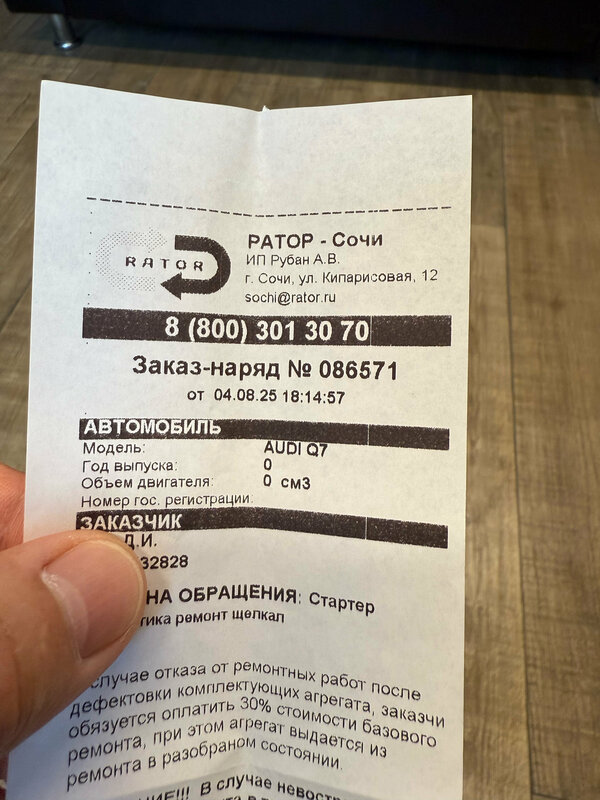 RATOR
РАТОР - Сочи
ИП Рубан А.В.
г. Сочи, ул. Кипарисовая, 12
sochi@rator.ru
8 (800) 301 30 70
Заказ-наряд № 086571
от 04.08.25 18:14:57
АВТОМОБИЛЬ
Модель: AUDI Q7
Год выпуска: 0
Объем двигателя: 0 см3
Номер гос. регистрации:
ЗАКАЗЧИК
Д.И.
32828
НА ОБРАЩЕНИЯ: Стартер
тика ремонт щелкал
случае отказа от ремонтных работ после
дефектовки комплектующих агрегата, заказчи
обязуется оплатить 30% стоимости базового
ремонта, при этом агрегат выдается из
ремонта в разобраном состоянии.
В случае невост